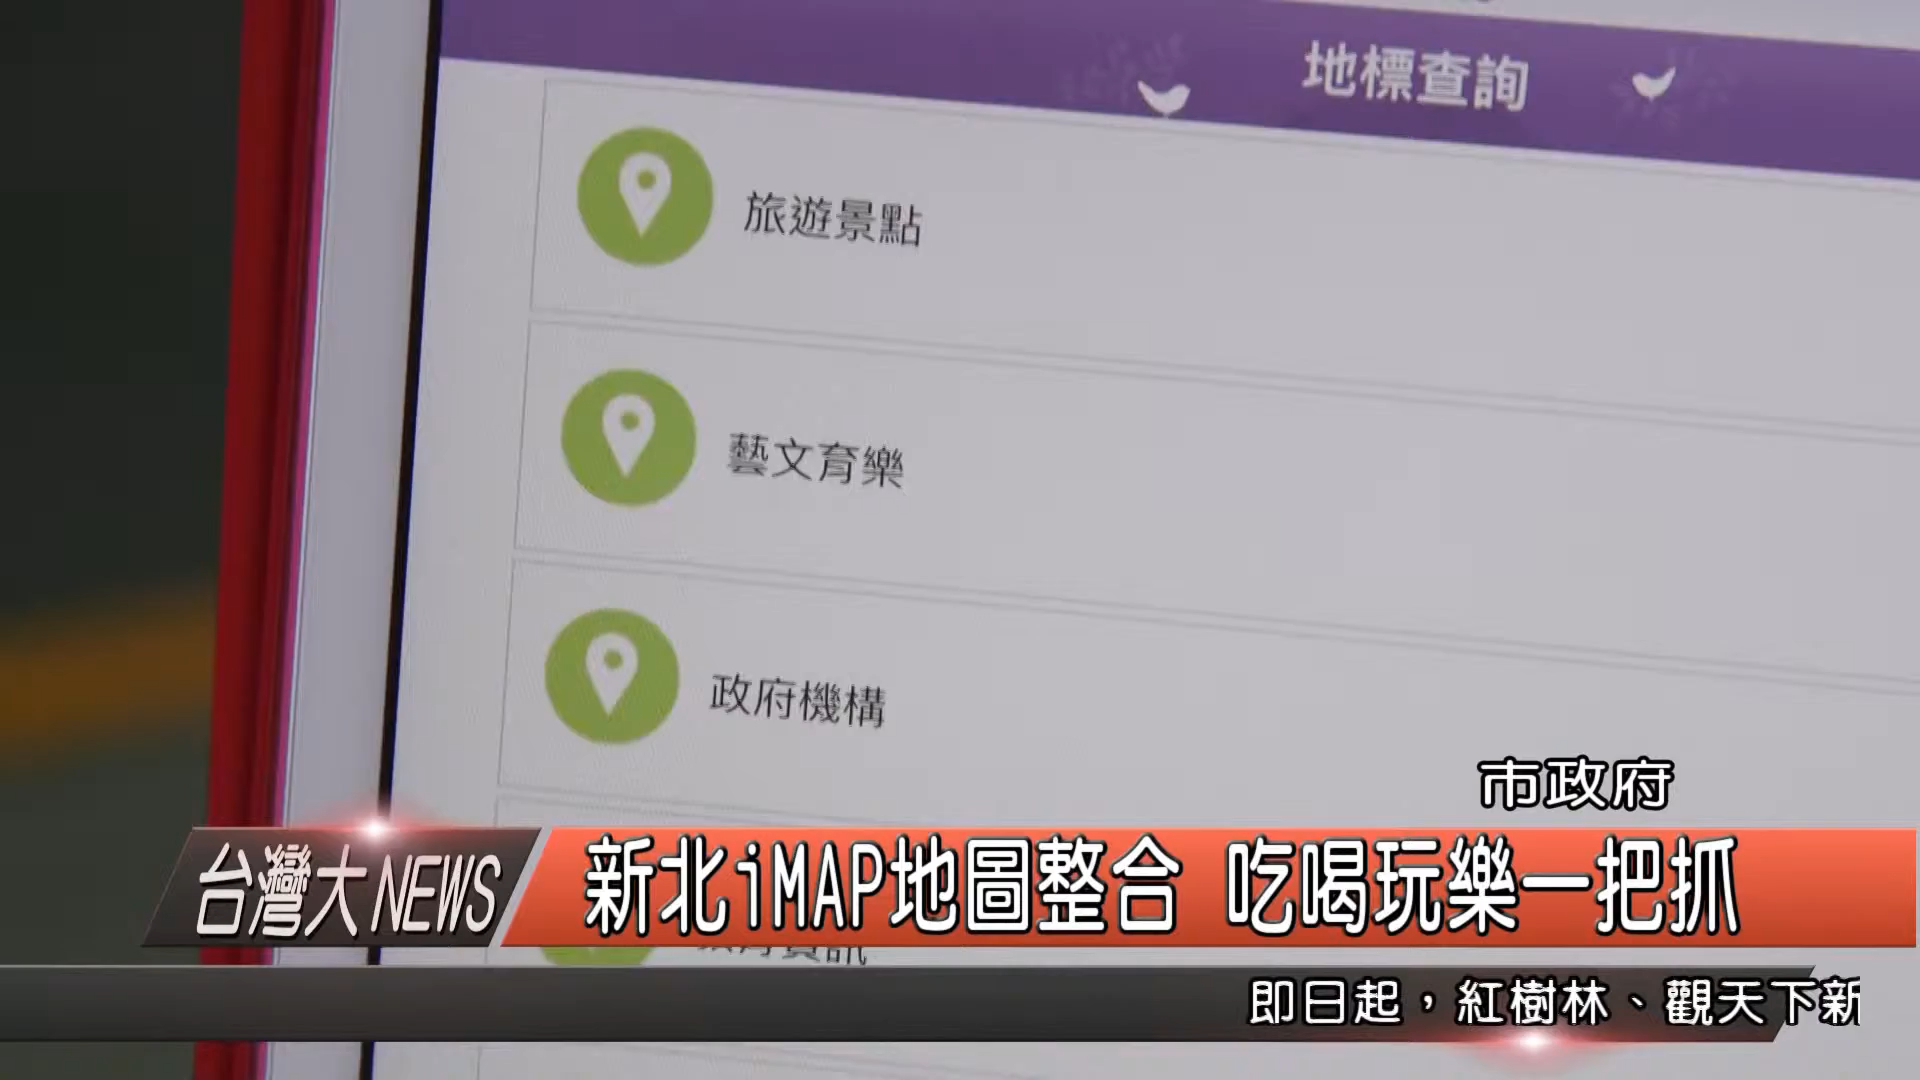 地標查詢
旅遊景點
藝文育樂
政府機構
市政府
台灣大NEWS
新北iMAP地圖整合 吃喝玩樂一把抓
即日起，紅樹林、觀天下新